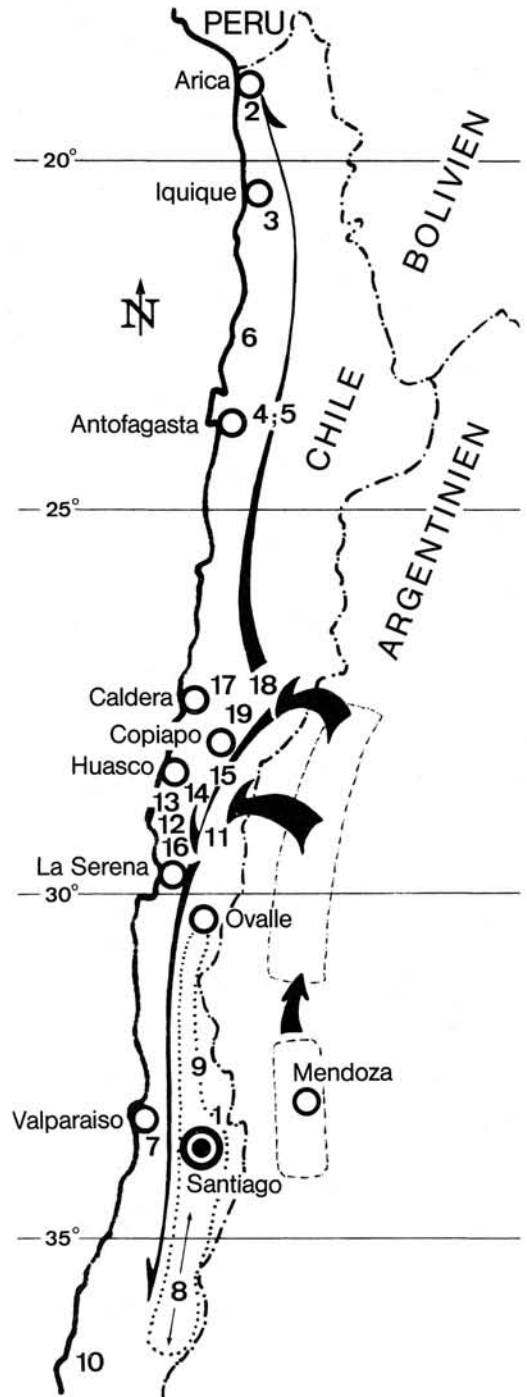 PERU
Arica
2
20°
Iquique
3
BOLIVIEN
N
6
CHILE
Antofagasta
4;5
25°
ARGENTINIEN
Caldera
17
18
19
Copiapo
15
Huasco
14
13
12
11
16
La Serena
30°
Ovalle
9
Mendoza
Valparaiso
1
7
Santiago
35°
8
10